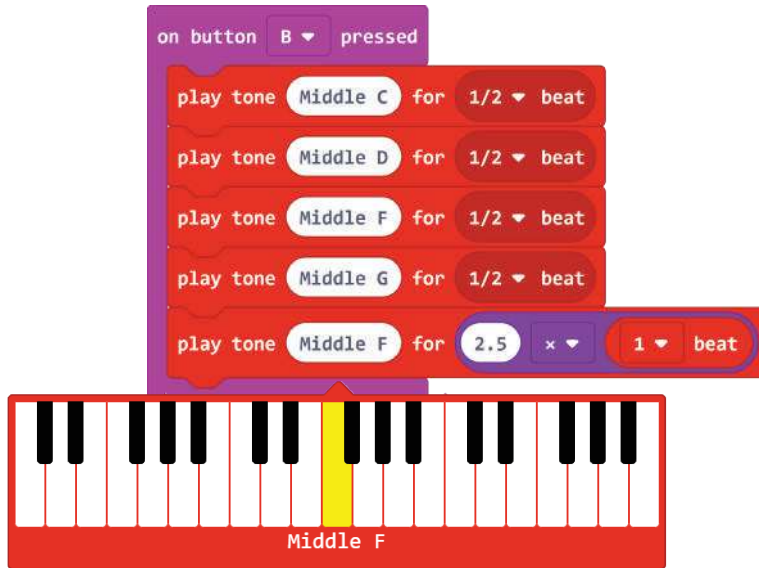 on button B pressed
play tone Middle C for 1/2 beat
play tone Middle D for 1/2 beat
play tone Middle F for 1/2 beat
play tone Middle G for 1/2 beat
play tone Middle F for 2.5 × 1 beat
Middle F